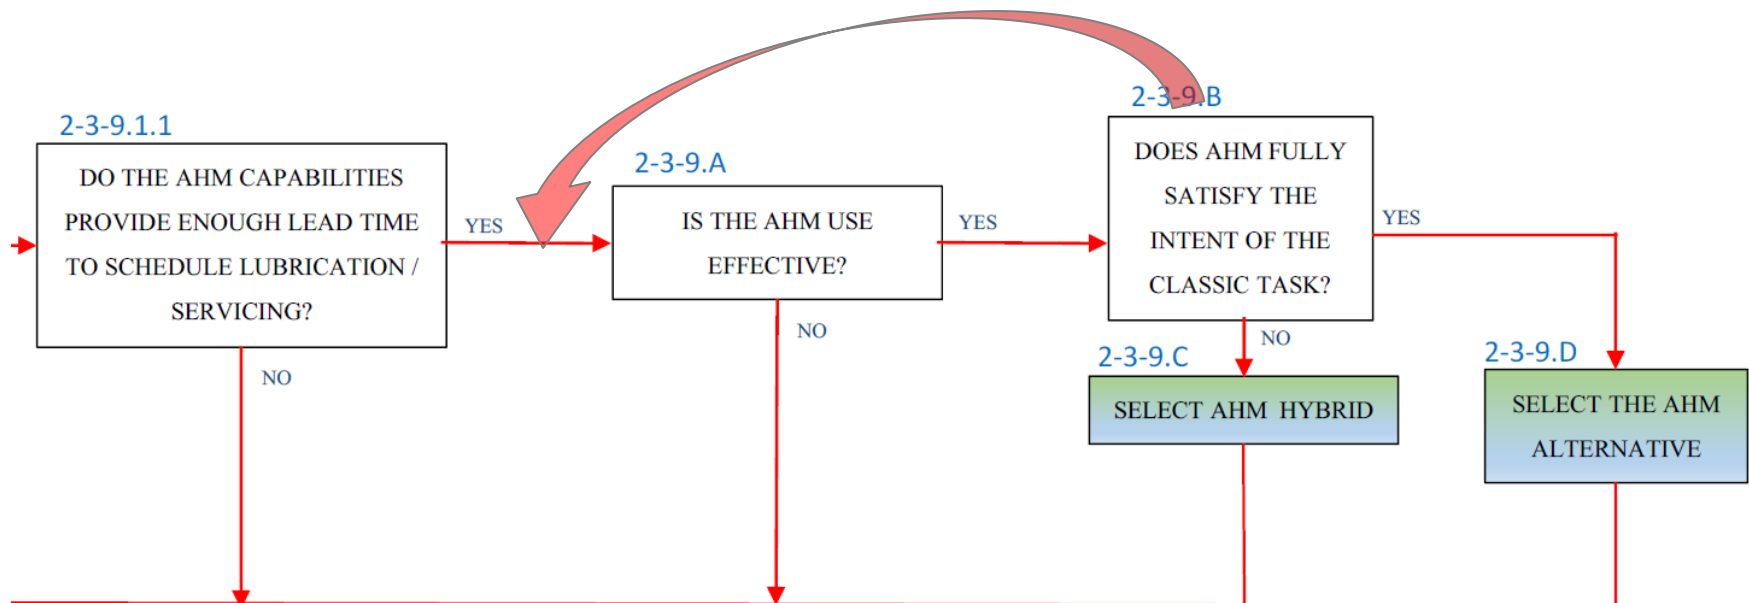 2-3-9.1.1
DO THE AHM CAPABILITIES
PROVIDE ENOUGH LEAD TIME
TO SCHEDULE LUBRICATION /
SERVICING?
YES
NO
2-3-9.A
IS THE AHM USE
EFFECTIVE?
YES
NO
2-3-9.B
DOES AHM FULLY
SATISFY THE
INTENT OF THE
CLASSIC TASK?
YES
NO
2-3-9.C
SELECT AHM HYBRID
2-3-9.D
SELECT THE AHM
ALTERNATIVE